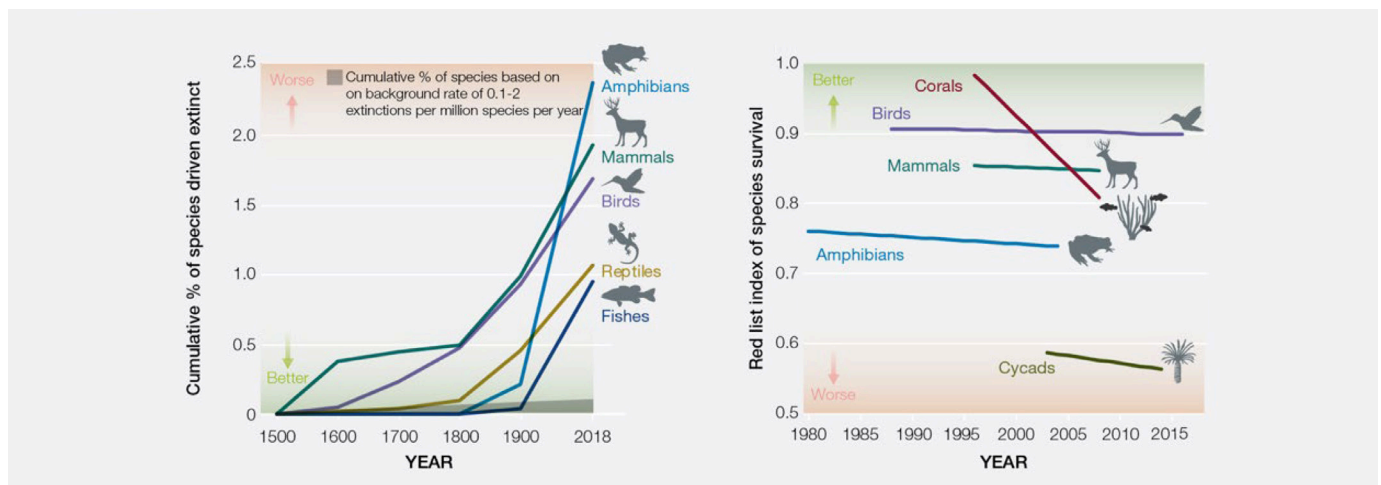 Cumulative % of species driven extinct
2.5
2.0
1.5
1.0
0.5
0
Worse
Cumulative % of species based on
on background rate of 0.1-2
extinctions per million species per year
Better
Amphibians
Mammals
Birds
Reptiles
Fishes
1500 1600 1700 1800 1900 2018
YEAR
Red list index of species survival
1.0
0.9
0.8
0.7
0.6
0.5
Better
Corals
Birds
Mammals
Amphibians
Cycads
Worse
1980 1985 1990 1995 2000 2005 2010 2015
YEAR